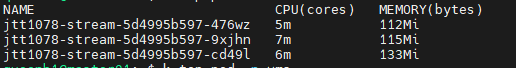 NAME CPU(cores) MEMORY(bytes)
jtt1078-stream-5d4995b597-476wz 5m 112Mi
jtt1078-stream-5d4995b597-9xjhn 7m 115Mi
jtt1078-stream-5d4995b597-cd49l 6m 133Mi